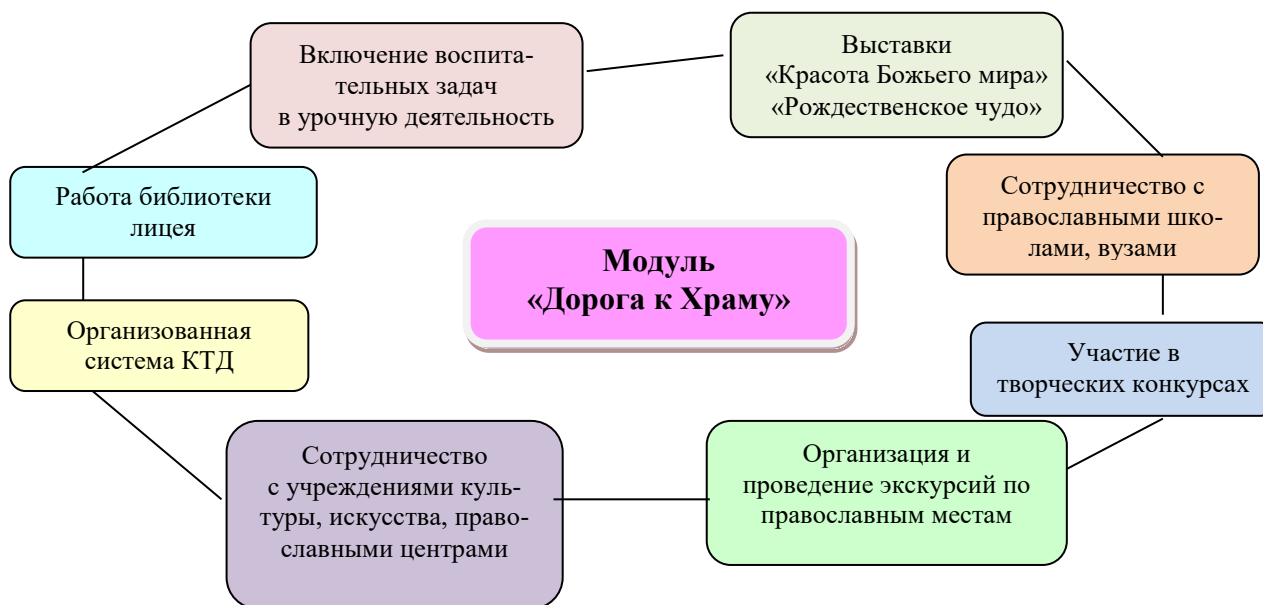 Включение воспита-
тельных задач
в урочную деятельность
Выставки
«Красота Божьего мира»
«Рождественское чудо»
Работа библиотеки
лицея
Сотрудничество с
православными шко-
лами, вузами
Модуль
«Дорога к Храму»
Организованная
система КТД
Участие в
творческих конкурсах
Сотрудничество
с учреждениями куль-
туры, искусства, право-
славными центрами
Организация и
проведение экскурсий по
православным местам